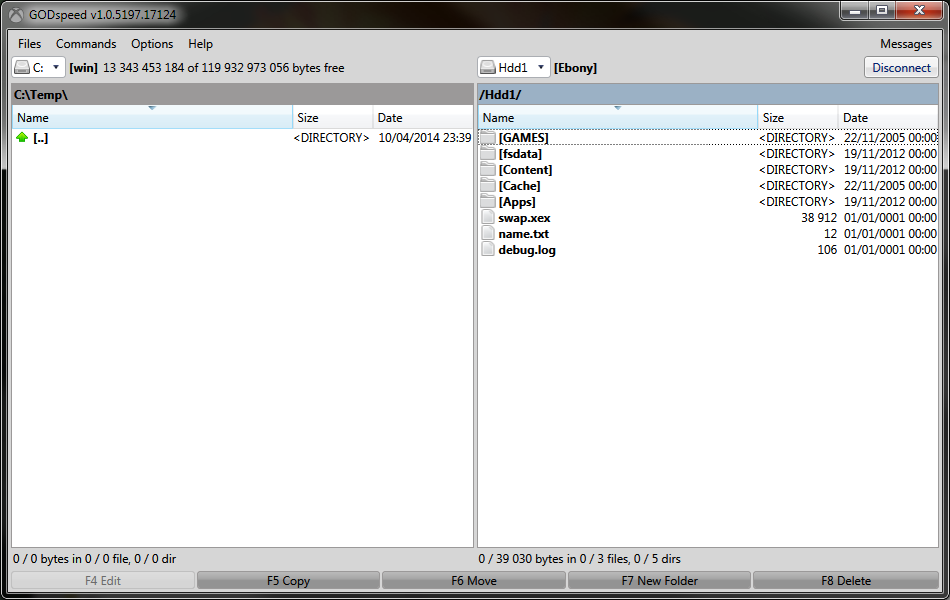 GODspeed v1.0.5197.17124
Files Commands Options Help Messages
C: [win] 13 343 453 184 of 119 932 973 056 bytes free Hdd1 [Ebony] Disconnect
C:\Temp\ /Hdd1/
Name Size Date Name Size Date
[..] <DIRECTORY> 10/04/2014 23:39 [GAMES] <DIRECTORY> 22/11/2005 00:00
[fsdata] <DIRECTORY> 19/11/2012 00:00
[Content] <DIRECTORY> 19/11/2012 00:00
[Cache] <DIRECTORY> 22/11/2005 00:00
[Apps] <DIRECTORY> 19/11/2012 00:00
swap.xex 38 912 01/01/0001 00:00
name.txt 12 01/01/0001 00:00
debug.log 106 01/01/0001 00:00
0 / 0 bytes in 0 / 0 file, 0 / 0 dir 0 / 39 030 bytes in 0 / 3 files, 0 / 5 dirs
F4 Edit F5 Copy F6 Move F7 New Folder F8 Delete